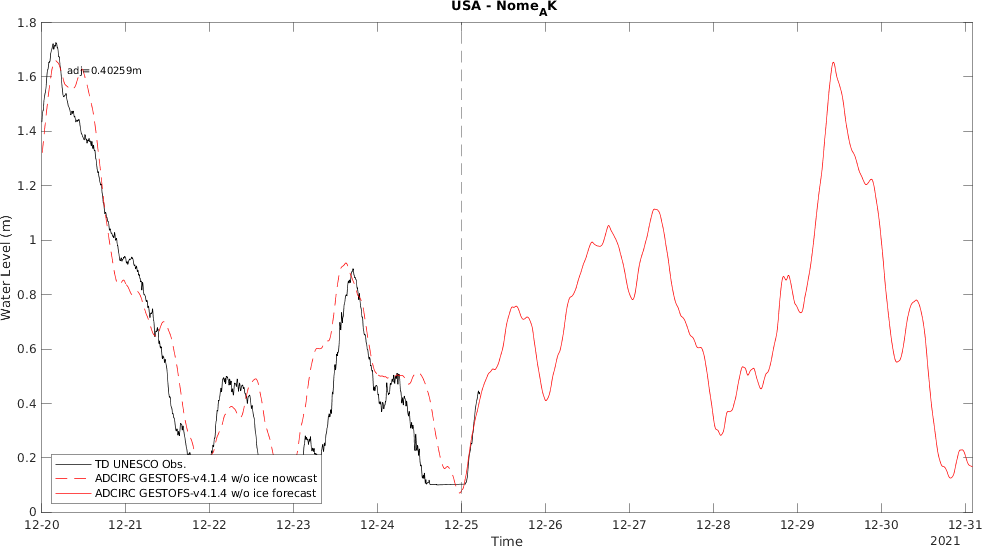 USA - Nome_AK
1.8
adj=0.40259m
1.6
1.4
1.2
1
0.8
0.6
0.4
0.2
0
Water Level (m)
TD UNESCO Obs.
ADCIRC GESTOFS-v4.1.4 w/o ice nowcast
ADCIRC GESTOFS-v4.1.4 w/o ice forecast
12-20 12-21 12-22 12-23 12-24 12-25 12-26 12-27 12-28 12-29 12-30 12-31
Time
2021